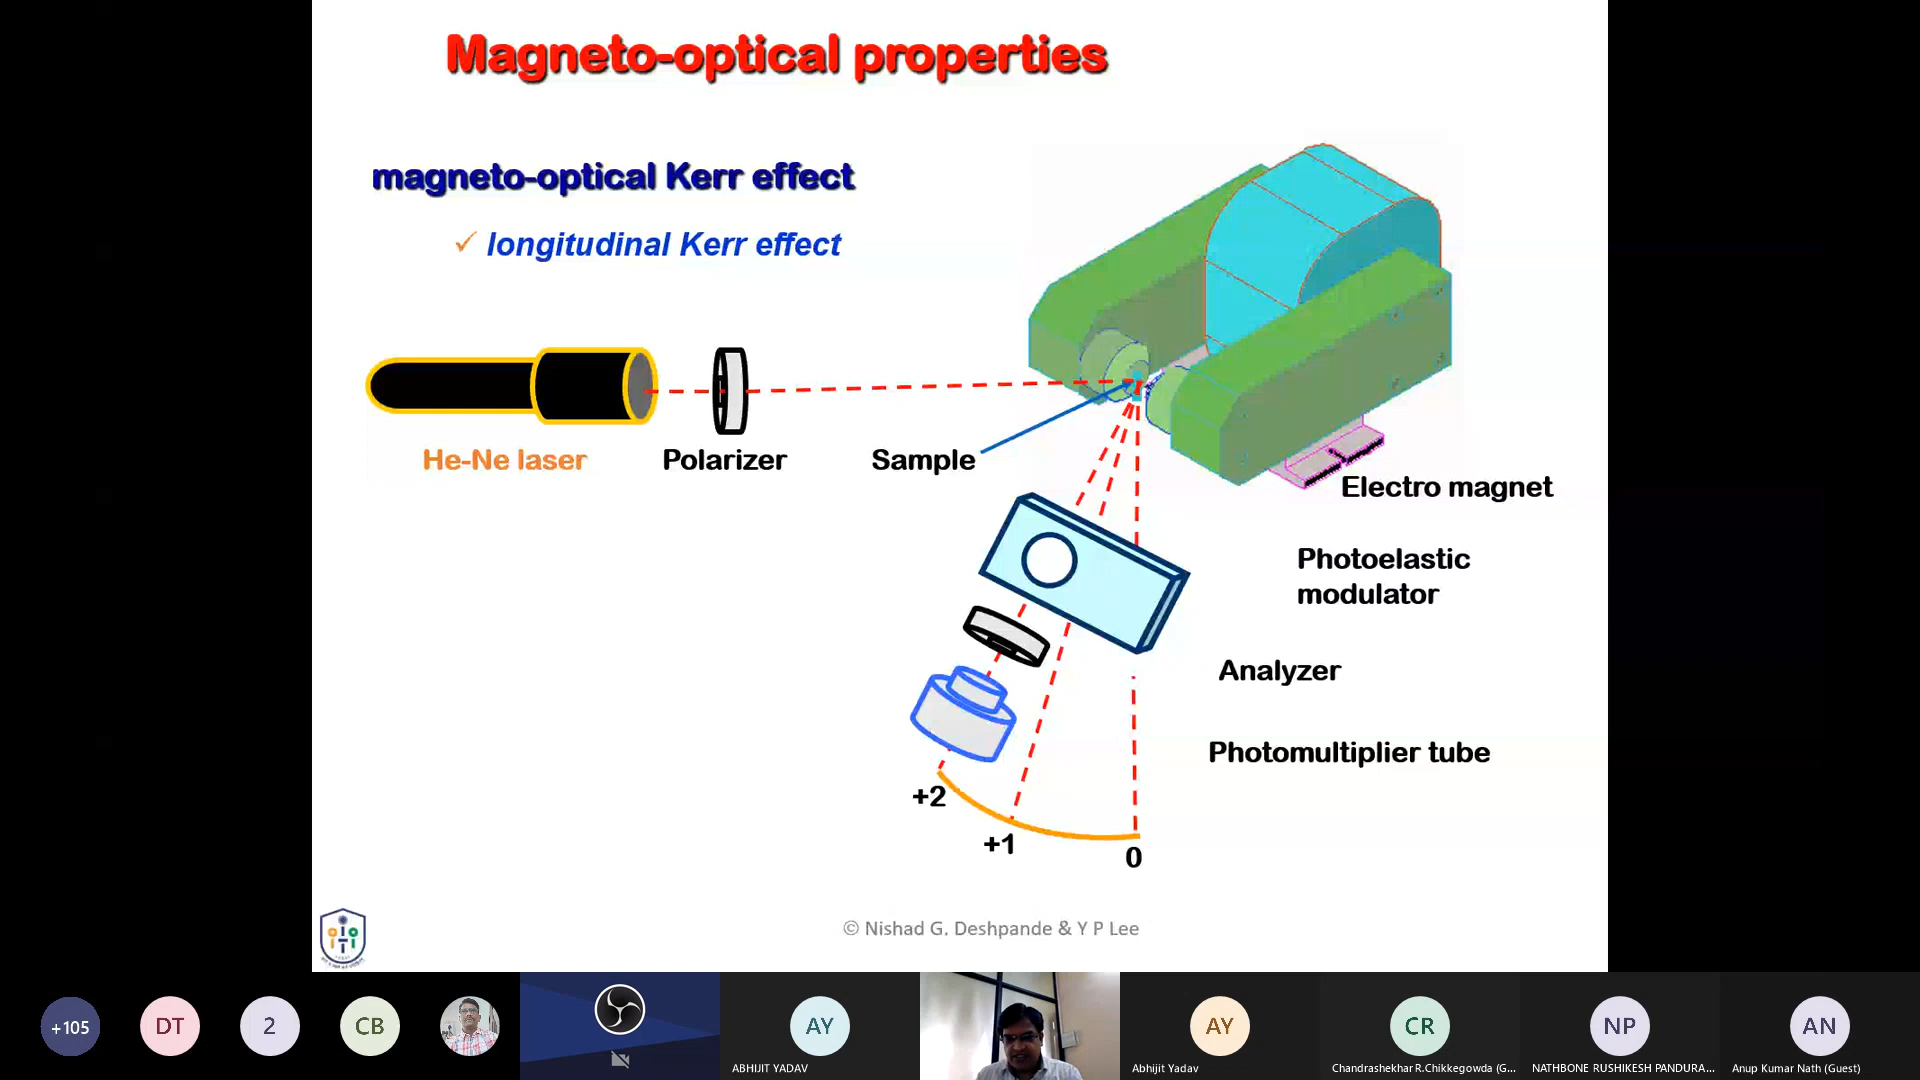 Magneto-optical properties
magneto-optical Kerr effect
✓ longitudinal Kerr effect
He-Ne laser
Polarizer
Sample
Electro magnet
Photoelastic
modulator
Analyzer
Photomultiplier tube
+2
+1
0
© Nishad G. Deshpande & Y P Lee
+105
DT
2
CB
AY
ABHIJIT YADAV
AY
Abhijit Yadav
CR
Chandrashekhar R.Chikkegowda (G...
NP
NATHBONE RUSHIKESH PANDURA...
AN
Anup Kumar Nath (Guest)